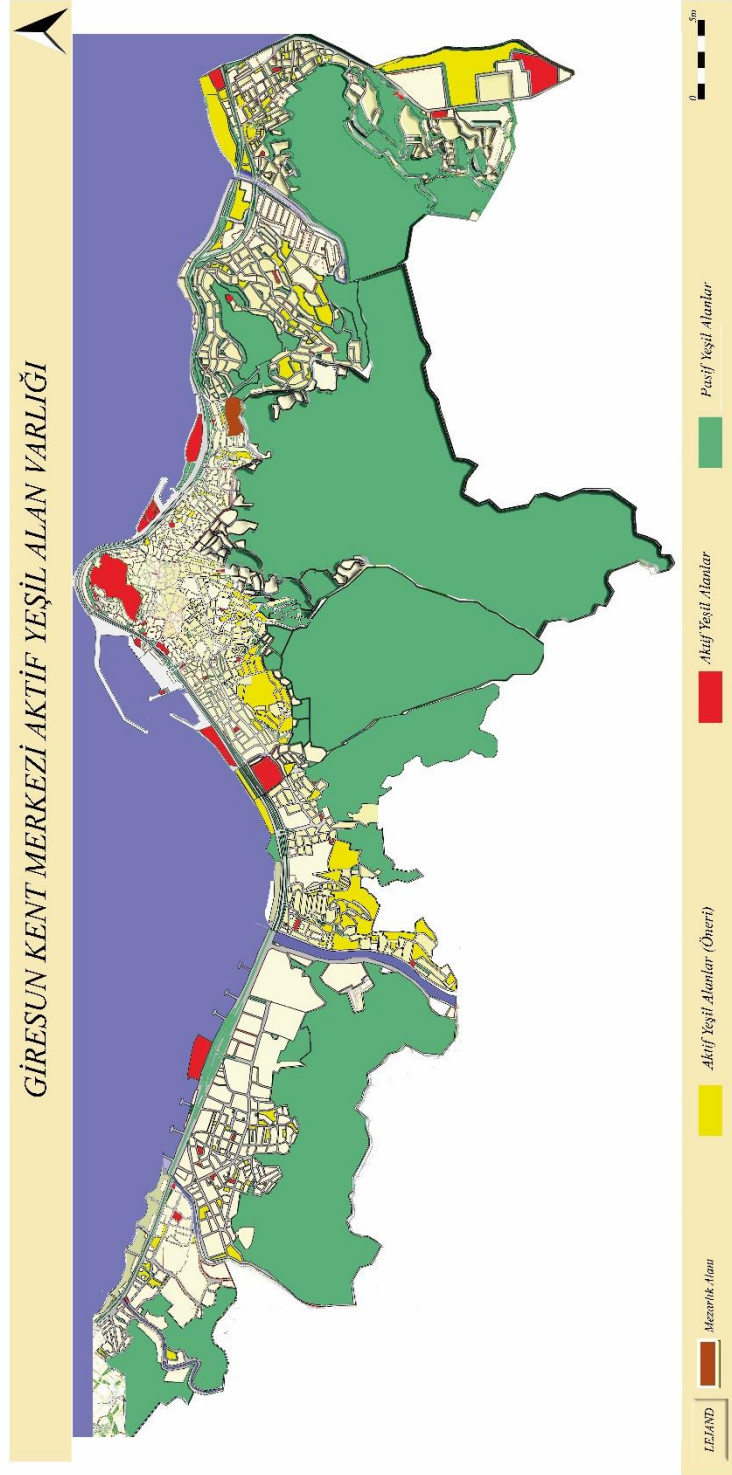 GİRESUN KENT MERKEZİ AKTİF YEŞİL ALAN VARLIĞI
LEJAND
Mezarlık Alanı
Aktif Yeşil Alanlar (Öneri)
Aktif Yeşil Alanlar
Pasif Yeşil Alanlar
0 5m